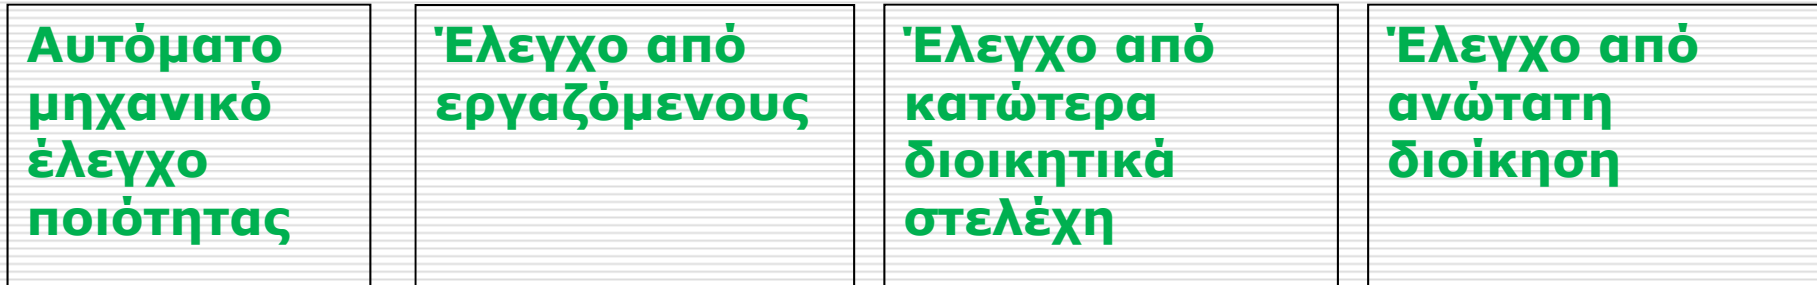 Αυτόματο
μηχανικό
έλεγχο
ποιότητας
Έλεγχο από
εργαζόμενους
Έλεγχο από
κατώτερα
διοικητικά
στελέχη
Έλεγχο από
ανώτατη
διοίκηση